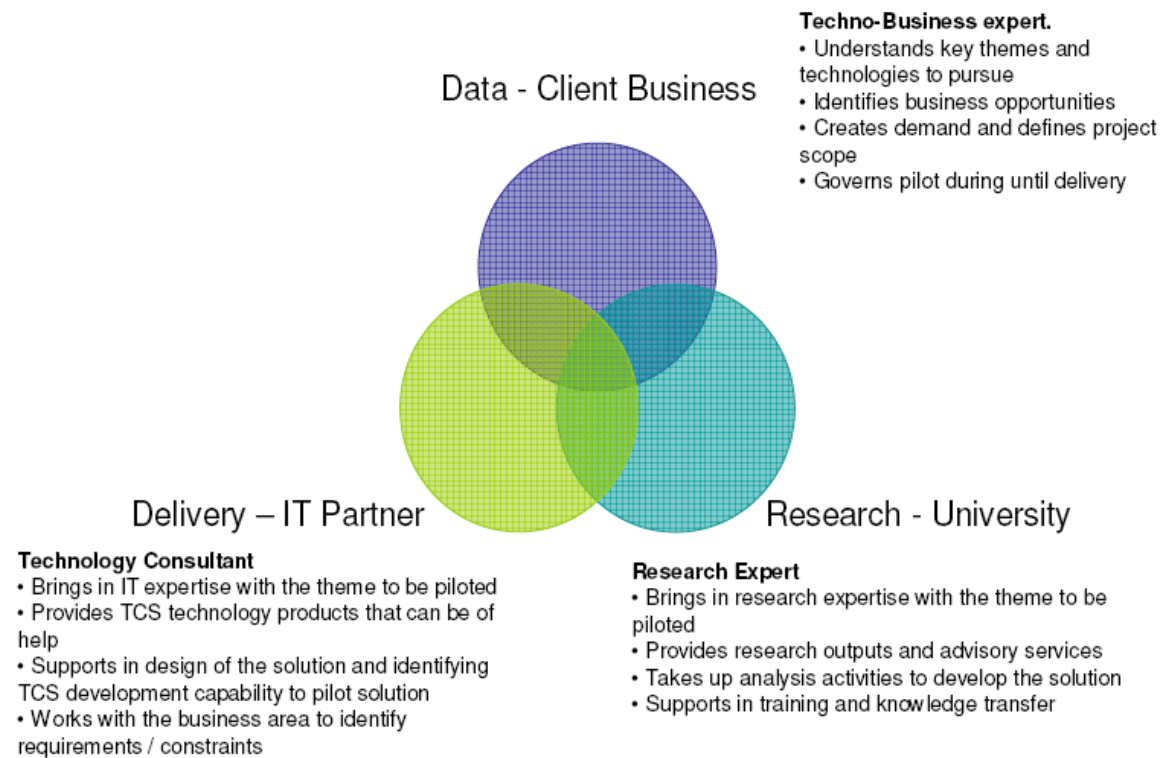 Techno-Business expert.
• Understands key themes and
technologies to pursue
• Identifies business opportunities
• Creates demand and defines project
scope
• Governs pilot during until delivery
Data - Client Business
Delivery – IT Partner
Technology Consultant
• Brings in IT expertise with the theme to be piloted
• Provides TCS technology products that can be of
help
• Supports in design of the solution and identifying
TCS development capability to pilot solution
• Works with the business area to identify
requirements / constraints
Research - University
Research Expert
• Brings in research expertise with the theme to be
piloted
• Provides research outputs and advisory services
• Takes up analysis activities to develop the solution
• Supports in training and knowledge transfer